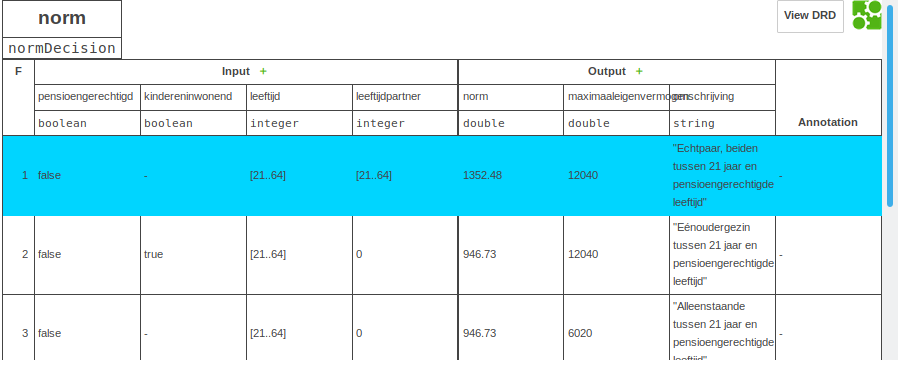 norm
normDecision
View DRD
F
Input +
Output +
Annotation
pensioengerechtigd
kindereninwonend
leeftijd
leeftijdpartner
norm
maximaaleigenvermogen
boolean
boolean
integer
integer
double
double
string
1
false
-
[21..64]
[21..64]
1352.48
12040
"Echtpaar, beiden
tussen 21 jaar en
pensioengerechtigde
leeftijd"
-
2
false
true
[21..64]
0
946.73
12040
"Eénoudergezin
tussen 21 jaar en
pensioengerechtigde
leeftijd"
-
3
false
-
[21..64]
0
946.73
6020
"Alleenstaande
tussen 21 jaar en
pensioengerechtigde
leeftijd"
-